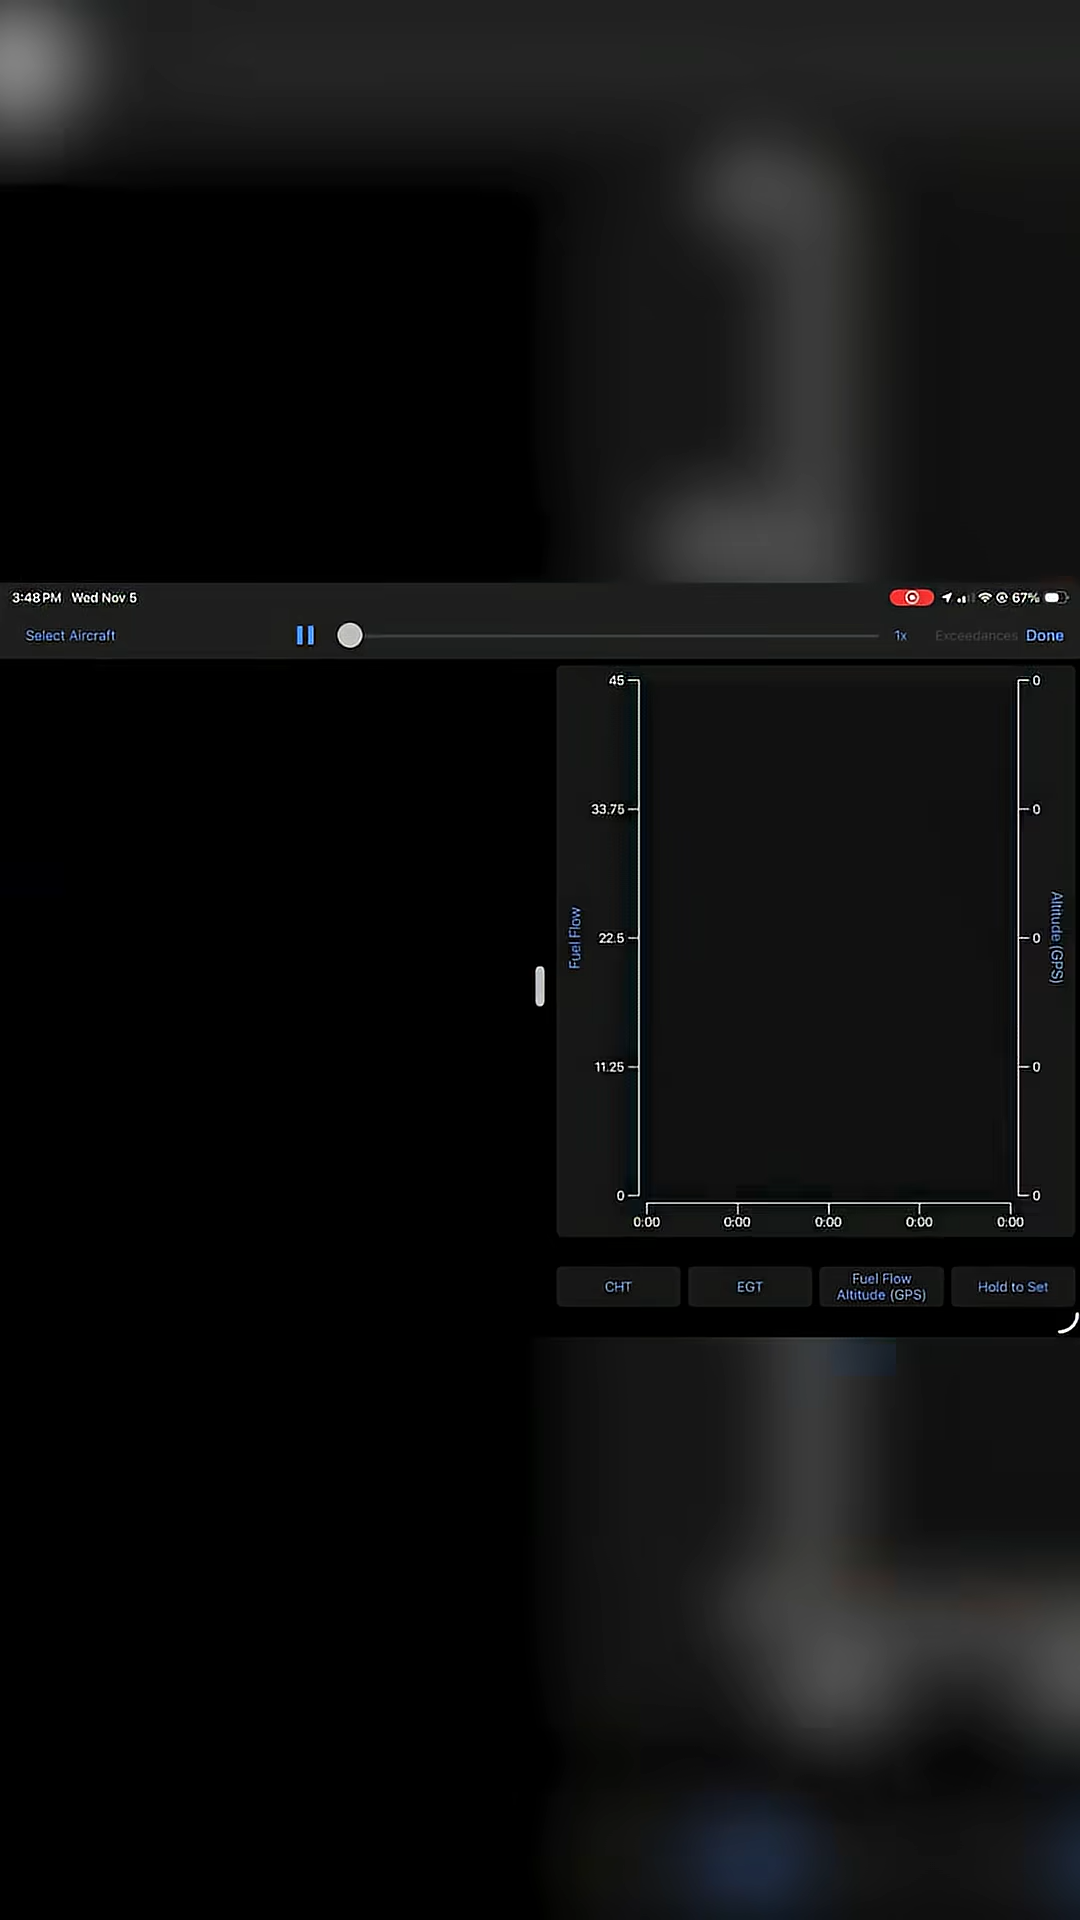 3:48 PM Wed Nov 5
67%
Select Aircraft
1x
Exceedances
Done
45
33.75
22.5
11.25
0
Fuel Flow
0
0
0
0
0
Altitude (GPS)
0:00
0:00
0:00
0:00
0:00
CHT
EGT
Fuel Flow
Altitude (GPS)
Hold to Set